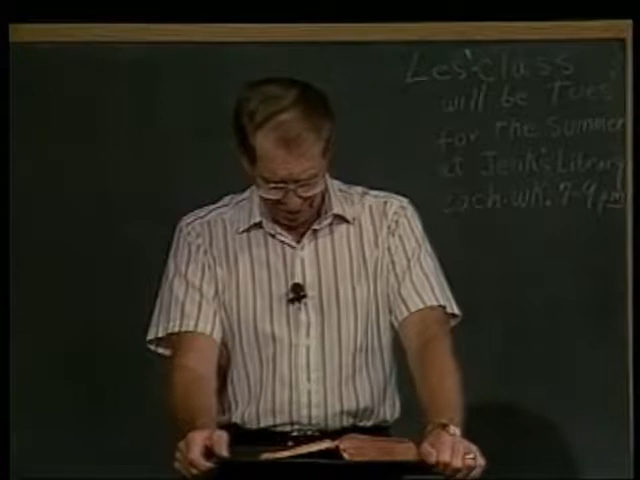 Les' class
will be Tues'
for The Summer
at Jenk's Library
each wk. 7-9 pm